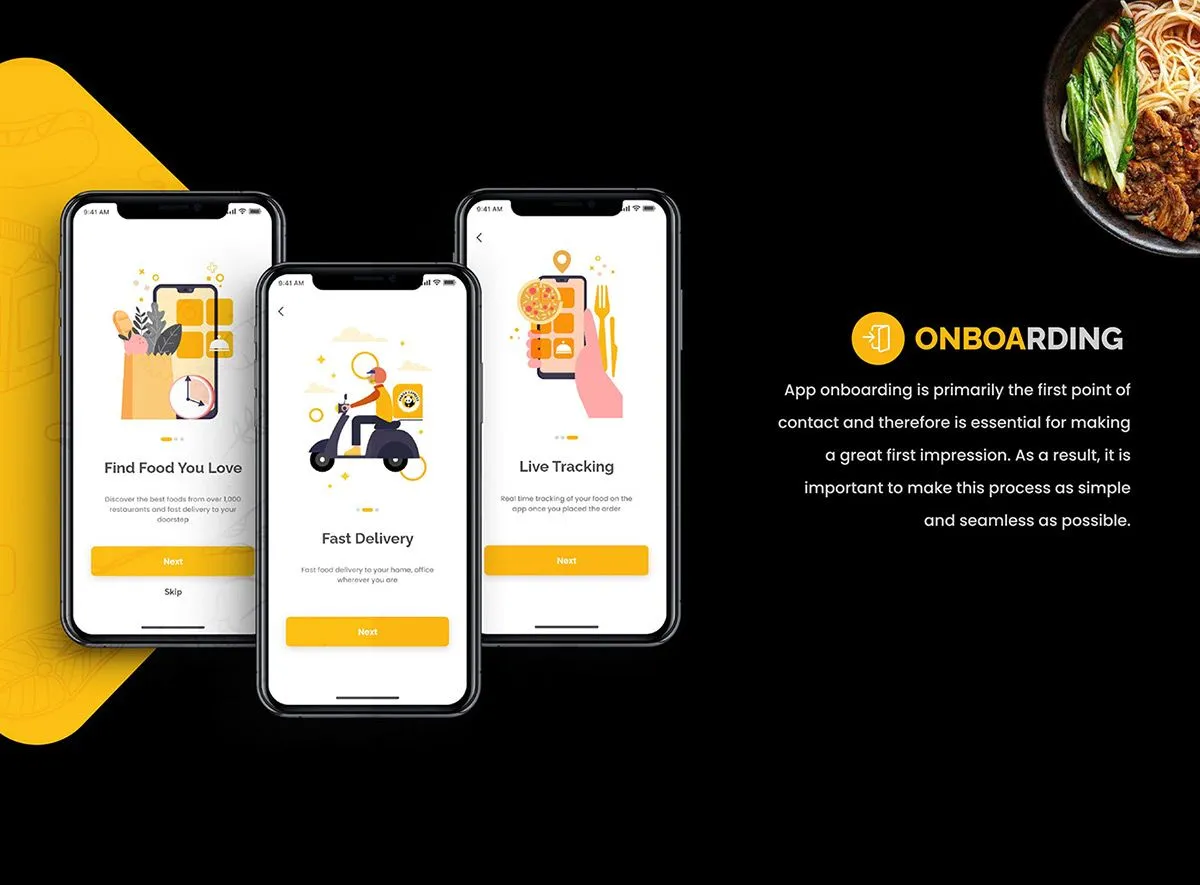 9:41 AM
Find Food You Love
Discover the best foods from over 1,000
restaurants and fast delivery to your
doorstep
Next
Skip
9:41 AM
Fast Delivery
Fast food delivery to your home, office
wherever you are
Next
9:41 AM
Live Tracking
Real time tracking of your food on the
app once you placed the order
Next
ONBOARDING
App onboarding is primarily the first point of
contact and therefore is essential for making
a great first impression. As a result, it is
important to make this process as simple
and seamless as possible.